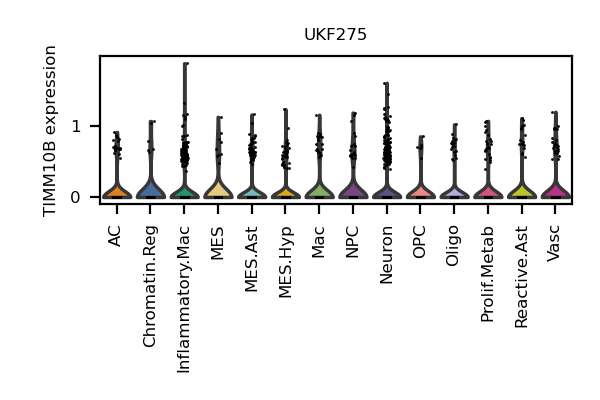 UKF275
TIMM10B expression
1
0
AC
Chromatin.Reg
Inflammatory.Mac
MES
MES.Ast
MES.Hyp
Mac
NPC
Neuron
OPC
Oligo
Prolif.Metab
Reactive.Ast
Vasc